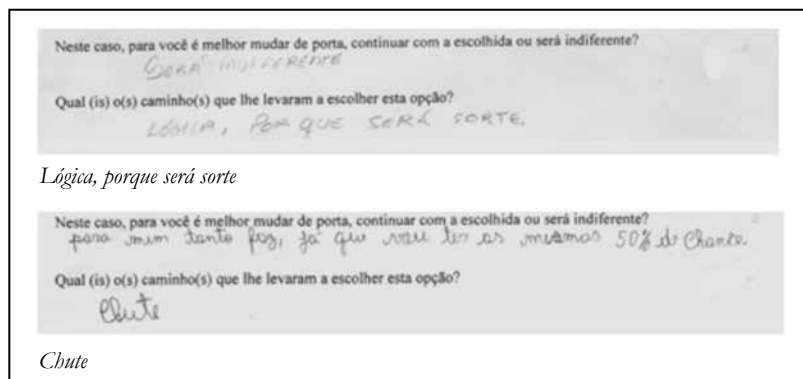 Neste caso, para você é melhor mudar de porta, continuar com a escolhida ou será indiferente?
SERÁ INDIFERENTE
Qual (is) o(s) caminho(s) que lhe levaram a escolher esta opção?
LÓGICA, POR QUE SERÁ SORTE.
Lógica, porque será sorte
Neste caso, para você é melhor mudar de porta, continuar com a escolhida ou será indiferente?
para mim tanto faz, já que vou ter as mesmas 50% de chance.
Qual (is) o(s) caminho(s) que lhe levaram a escolher esta opção?
Chute
Chute